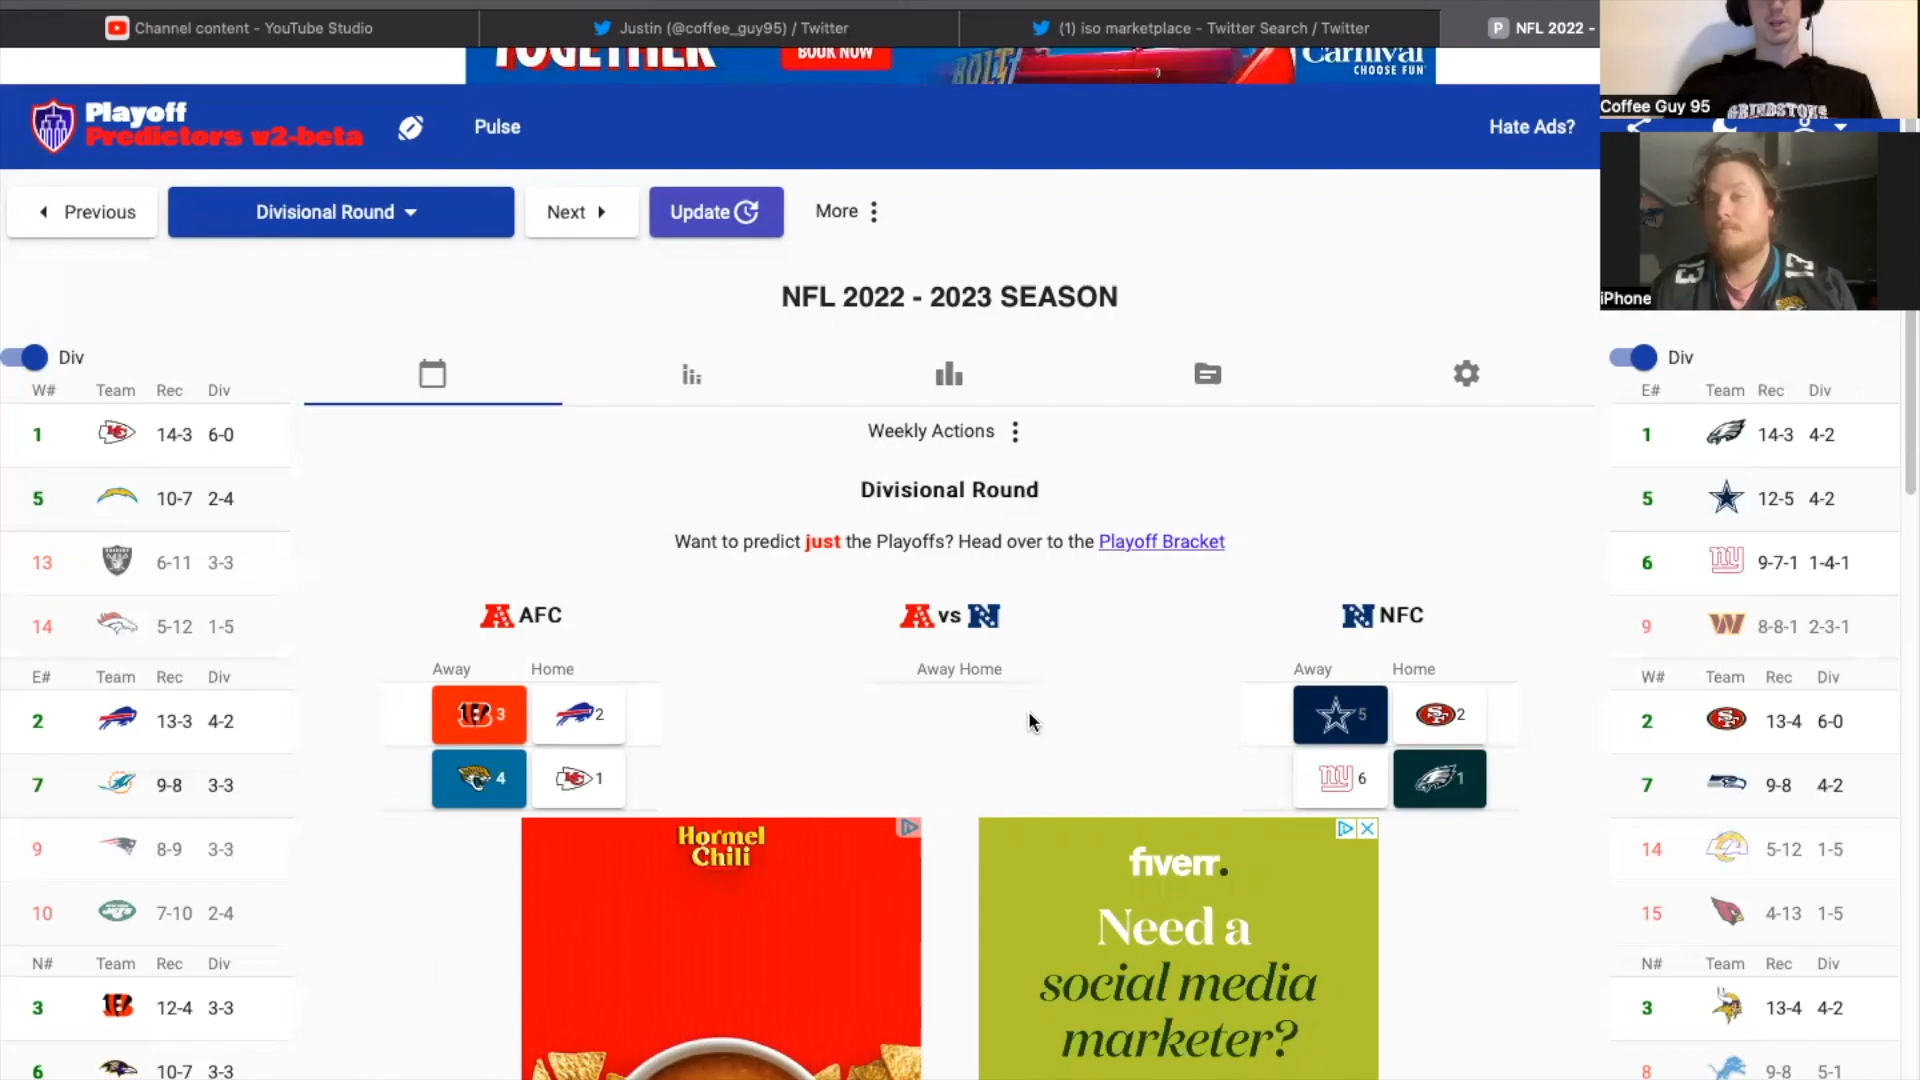 Channel content - YouTube Studio
Justin (@coffee_guy95) / Twitter
(1) iso marketplace - Twitter Search / Twitter
NFL 2022 -
TOGETHER
BOOK NOW
BOLT
Carnival
CHOOSE FUN
Coffee Guy 95
GRINDSTONE
Playoff
Predictors v2-beta
Pulse
Hate Ads?
Previous
Divisional Round
Next
Update
More
iPhone
13
17
NFL 2022 - 2023 SEASON
Div
W# Team Rec Div
1 14-3 6-0
5 10-7 2-4
13 6-11 3-3
14 5-12 1-5
E# Team Rec Div
2 13-3 4-2
7 9-8 3-3
9 8-9 3-3
10 7-10 2-4
N# Team Rec Div
3 12-4 3-3
6 10-7 3-3
Weekly Actions
Divisional Round
Want to predict just the Playoffs? Head over to the Playoff Bracket
AFC
Away Home
3 2
4 1
vs
Away Home
NFC
Away Home
5 2
ny 6 1
Hormel
Chili
fiverr.
Need a
social media
marketer?
Div
E# Team Rec Div
1 14-3 4-2
5 12-5 4-2
6 ny 9-7-1 1-4-1
9 W 8-8-1 2-3-1
W# Team Rec Div
2 13-4 6-0
7 9-8 4-2
14 5-12 1-5
15 4-13 1-5
N# Team Rec Div
3 13-4 4-2
8 9-8 5-1